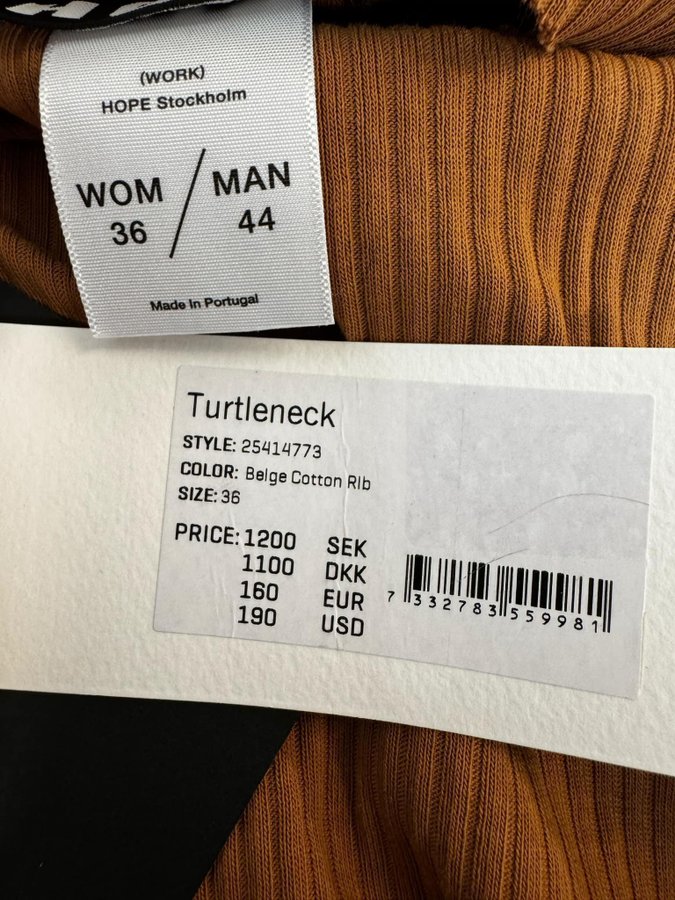 (WORK)
HOPE Stockholm
WOM / MAN
36 44
Made In Portugal
Turtleneck
STYLE: 25414773
COLOR: Beige Cotton Rib
SIZE: 36
PRICE: 1200 SEK
1100 DKK
160 EUR
190 USD
7 332783 559981